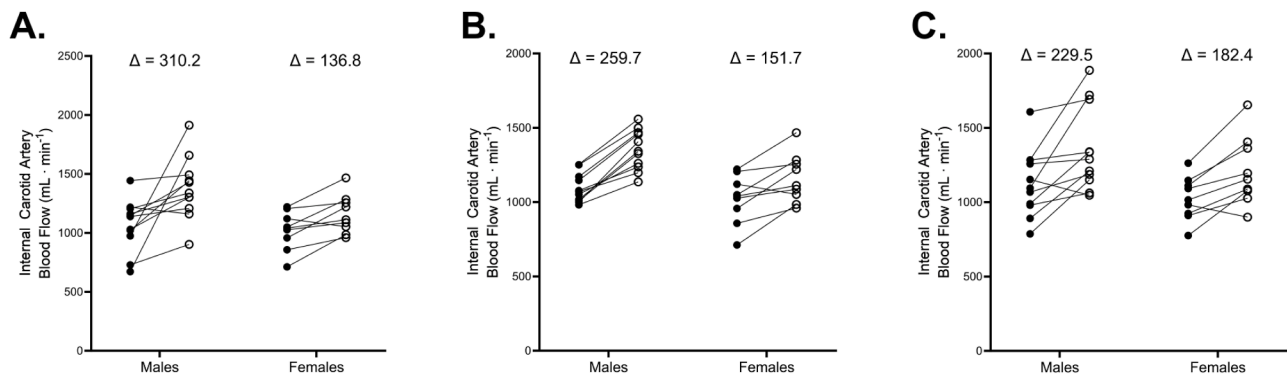 A.
Internal Carotid Artery
Blood Flow (mL · min⁻¹)
2500
2000
1500
1000
500
0
Δ = 310.2
Δ = 136.8
Males
Females
B.
Internal Carotid Artery
Blood Flow (mL · min⁻¹)
2000
1500
1000
500
0
Δ = 259.7
Δ = 151.7
Males
Females
C.
Internal Carotid Artery
Blood Flow (mL · min⁻¹)
2000
1500
1000
500
0
Δ = 229.5
Δ = 182.4
Males
Females